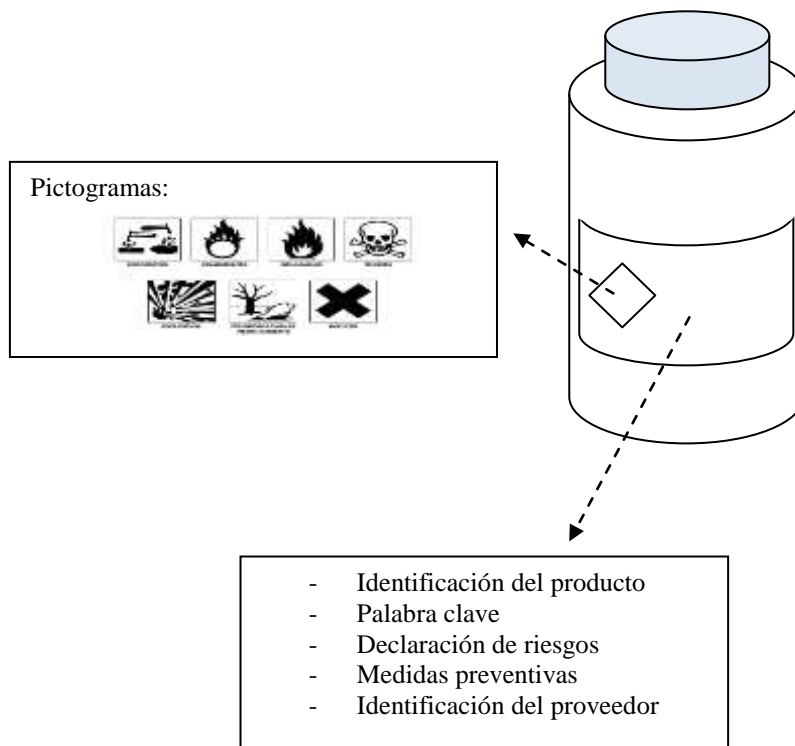 Pictogramas:
- Identificación del producto
- Palabra clave
- Declaración de riesgos
- Medidas preventivas
- Identificación del proveedor